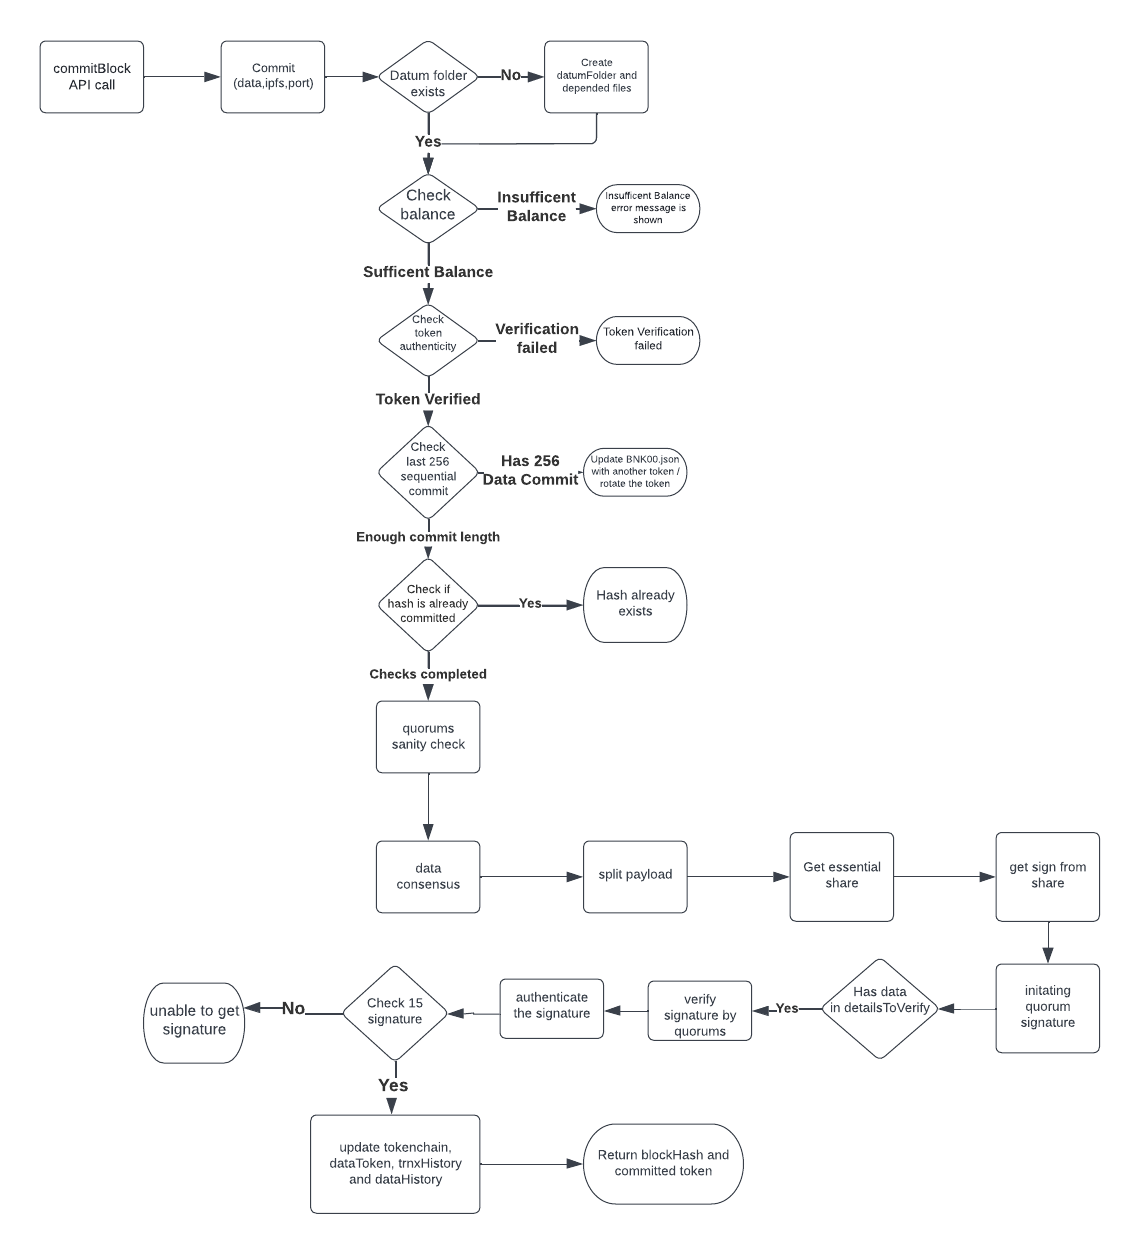 commitBlock
API call
Commit
(data,ipfs,port)
Datum folder
exists
No
Create
datumFolder and
depended files
Yes
Check
balance
Insufficent
Balance
Insufficent Balance
error message is
shown
Sufficent Balance
Check
token
authenticity
Verification
failed
Token Verification
failed
Token Verified
Check
last 256
sequential
commit
Has 256
Data Commit
Update BNK00.json
with another token /
rotate the token
Enough commit length
Check if
hash is already
committed
Yes
Hash already
exists
Checks completed
quorums
sanity check
data
consensus
split payload
Get essential
share
get sign from
share
initating
quorum
signature
Has data
in detailsToVerify
Yes
verify
signature by
quorums
authenticate
the signature
Check 15
signature
No
unable to get
signature
Yes
update tokenchain,
dataToken, trnxHistory
and dataHistory
Return blockHash and
committed token